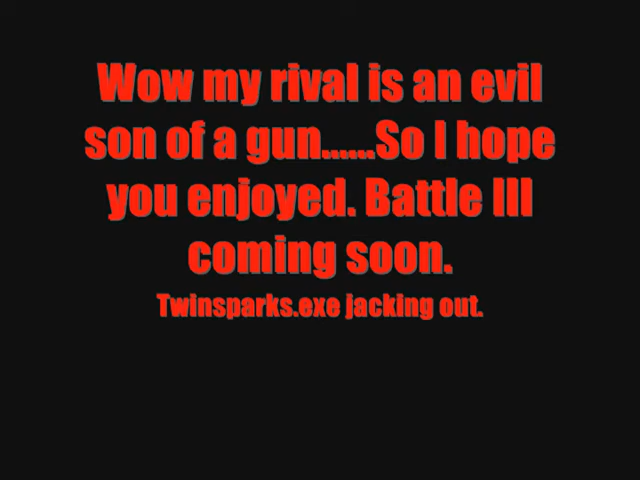 Wow my rival is an evil
son of a gun......So I hope
you enjoyed. Battle III
coming soon.
Twinsparks.exe jacking out.